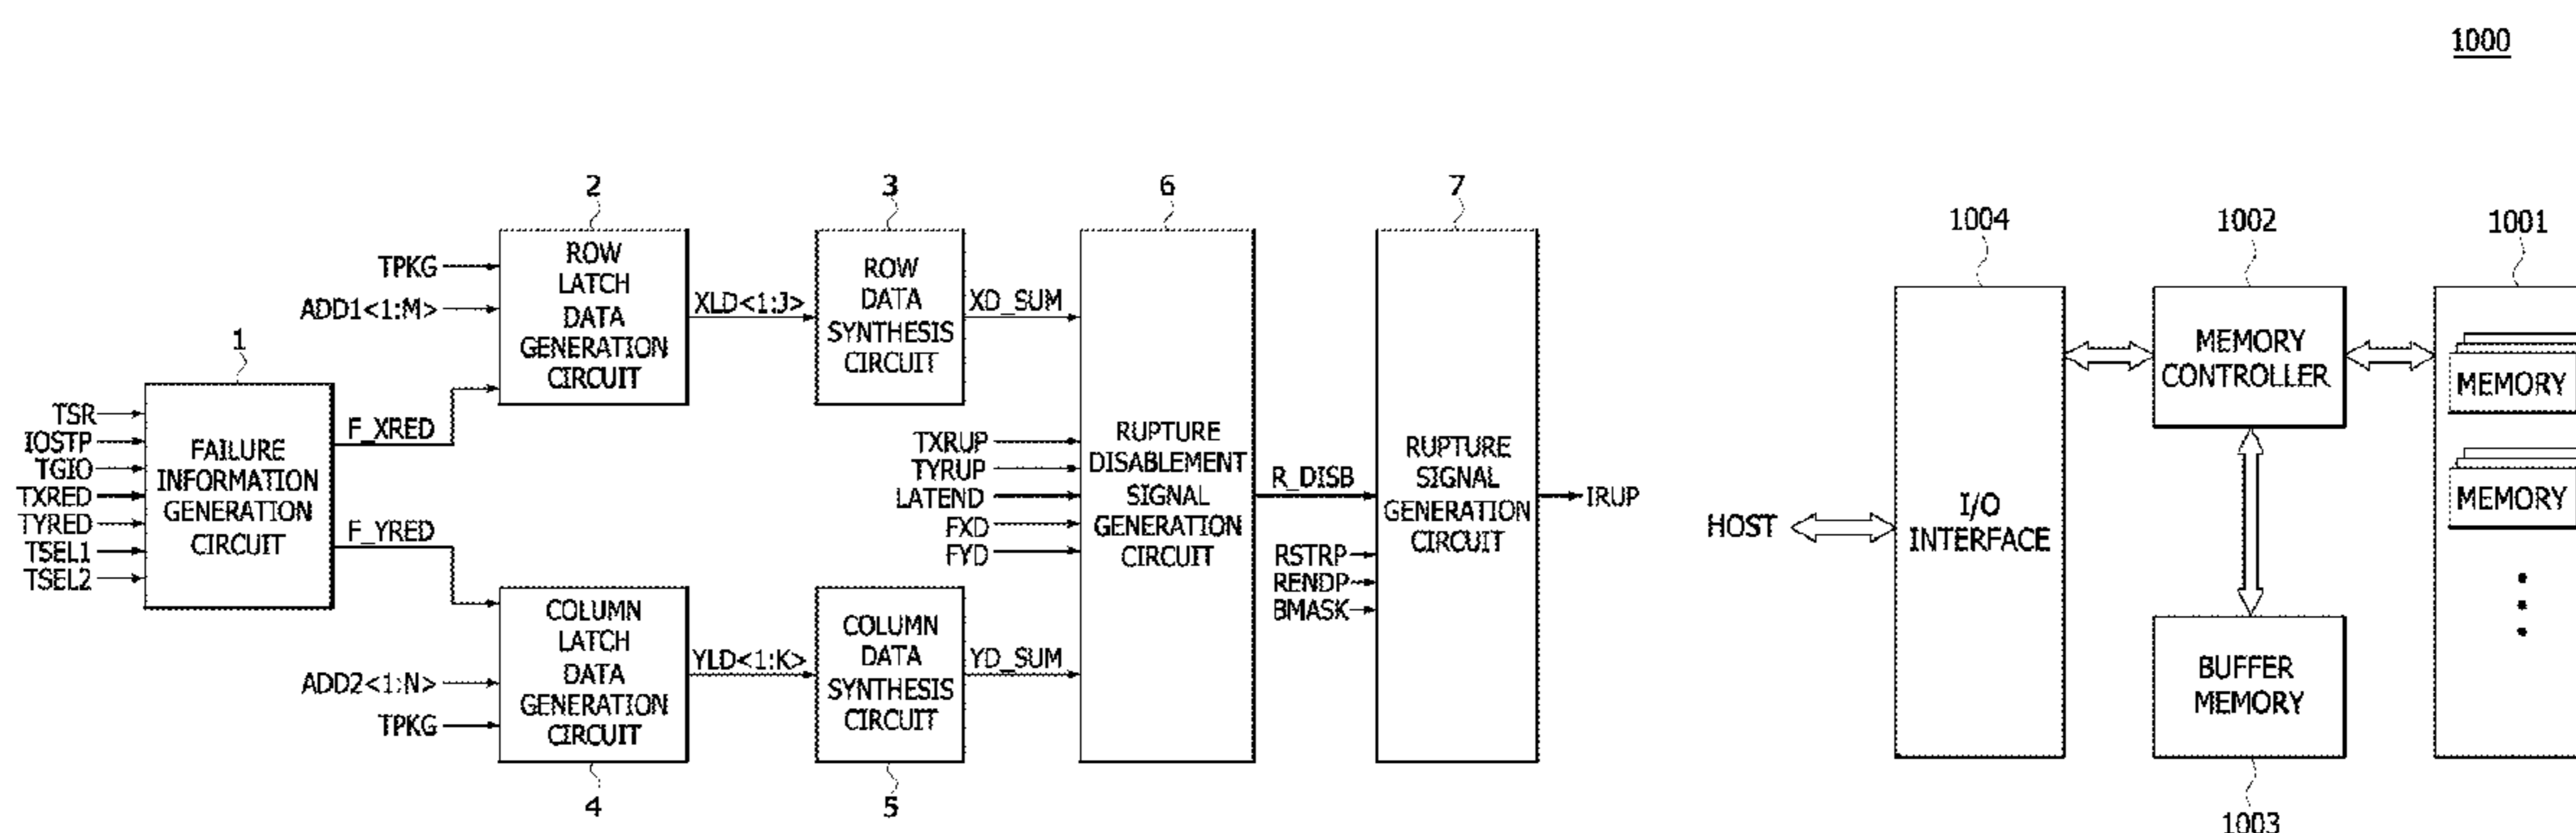 1000
1
TSR
IOSTP
TGIO
TXRED
TYRED
TSEL1
TSEL2
FAILURE
INFORMATION
GENERATION
CIRCUIT
F_XRED
F_YRED
2
TPKG
ADD1<1:M>
ROW
LATCH
DATA
GENERATION
CIRCUIT
XLD<1:J>
3
ROW
DATA
SYNTHESIS
CIRCUIT
XD_SUM
ADD2<1:N>
TPKG
COLUMN
LATCH
DATA
GENERATION
CIRCUIT
4
YLD<1:K>
COLUMN
DATA
SYNTHESIS
CIRCUIT
5
YD_SUM
6
TXRUP
TYRUP
LATEND
FXD
FYD
RUPTURE
DISABLEMENT
SIGNAL
GENERATION
CIRCUIT
R_DISB
7
RSTRP
RENDP
BMASK
RUPTURE
SIGNAL
GENERATION
CIRCUIT
IRUP
HOST
1004
I/O
INTERFACE
1002
MEMORY
CONTROLLER
BUFFER
MEMORY
1003
1001
MEMORY
MEMORY